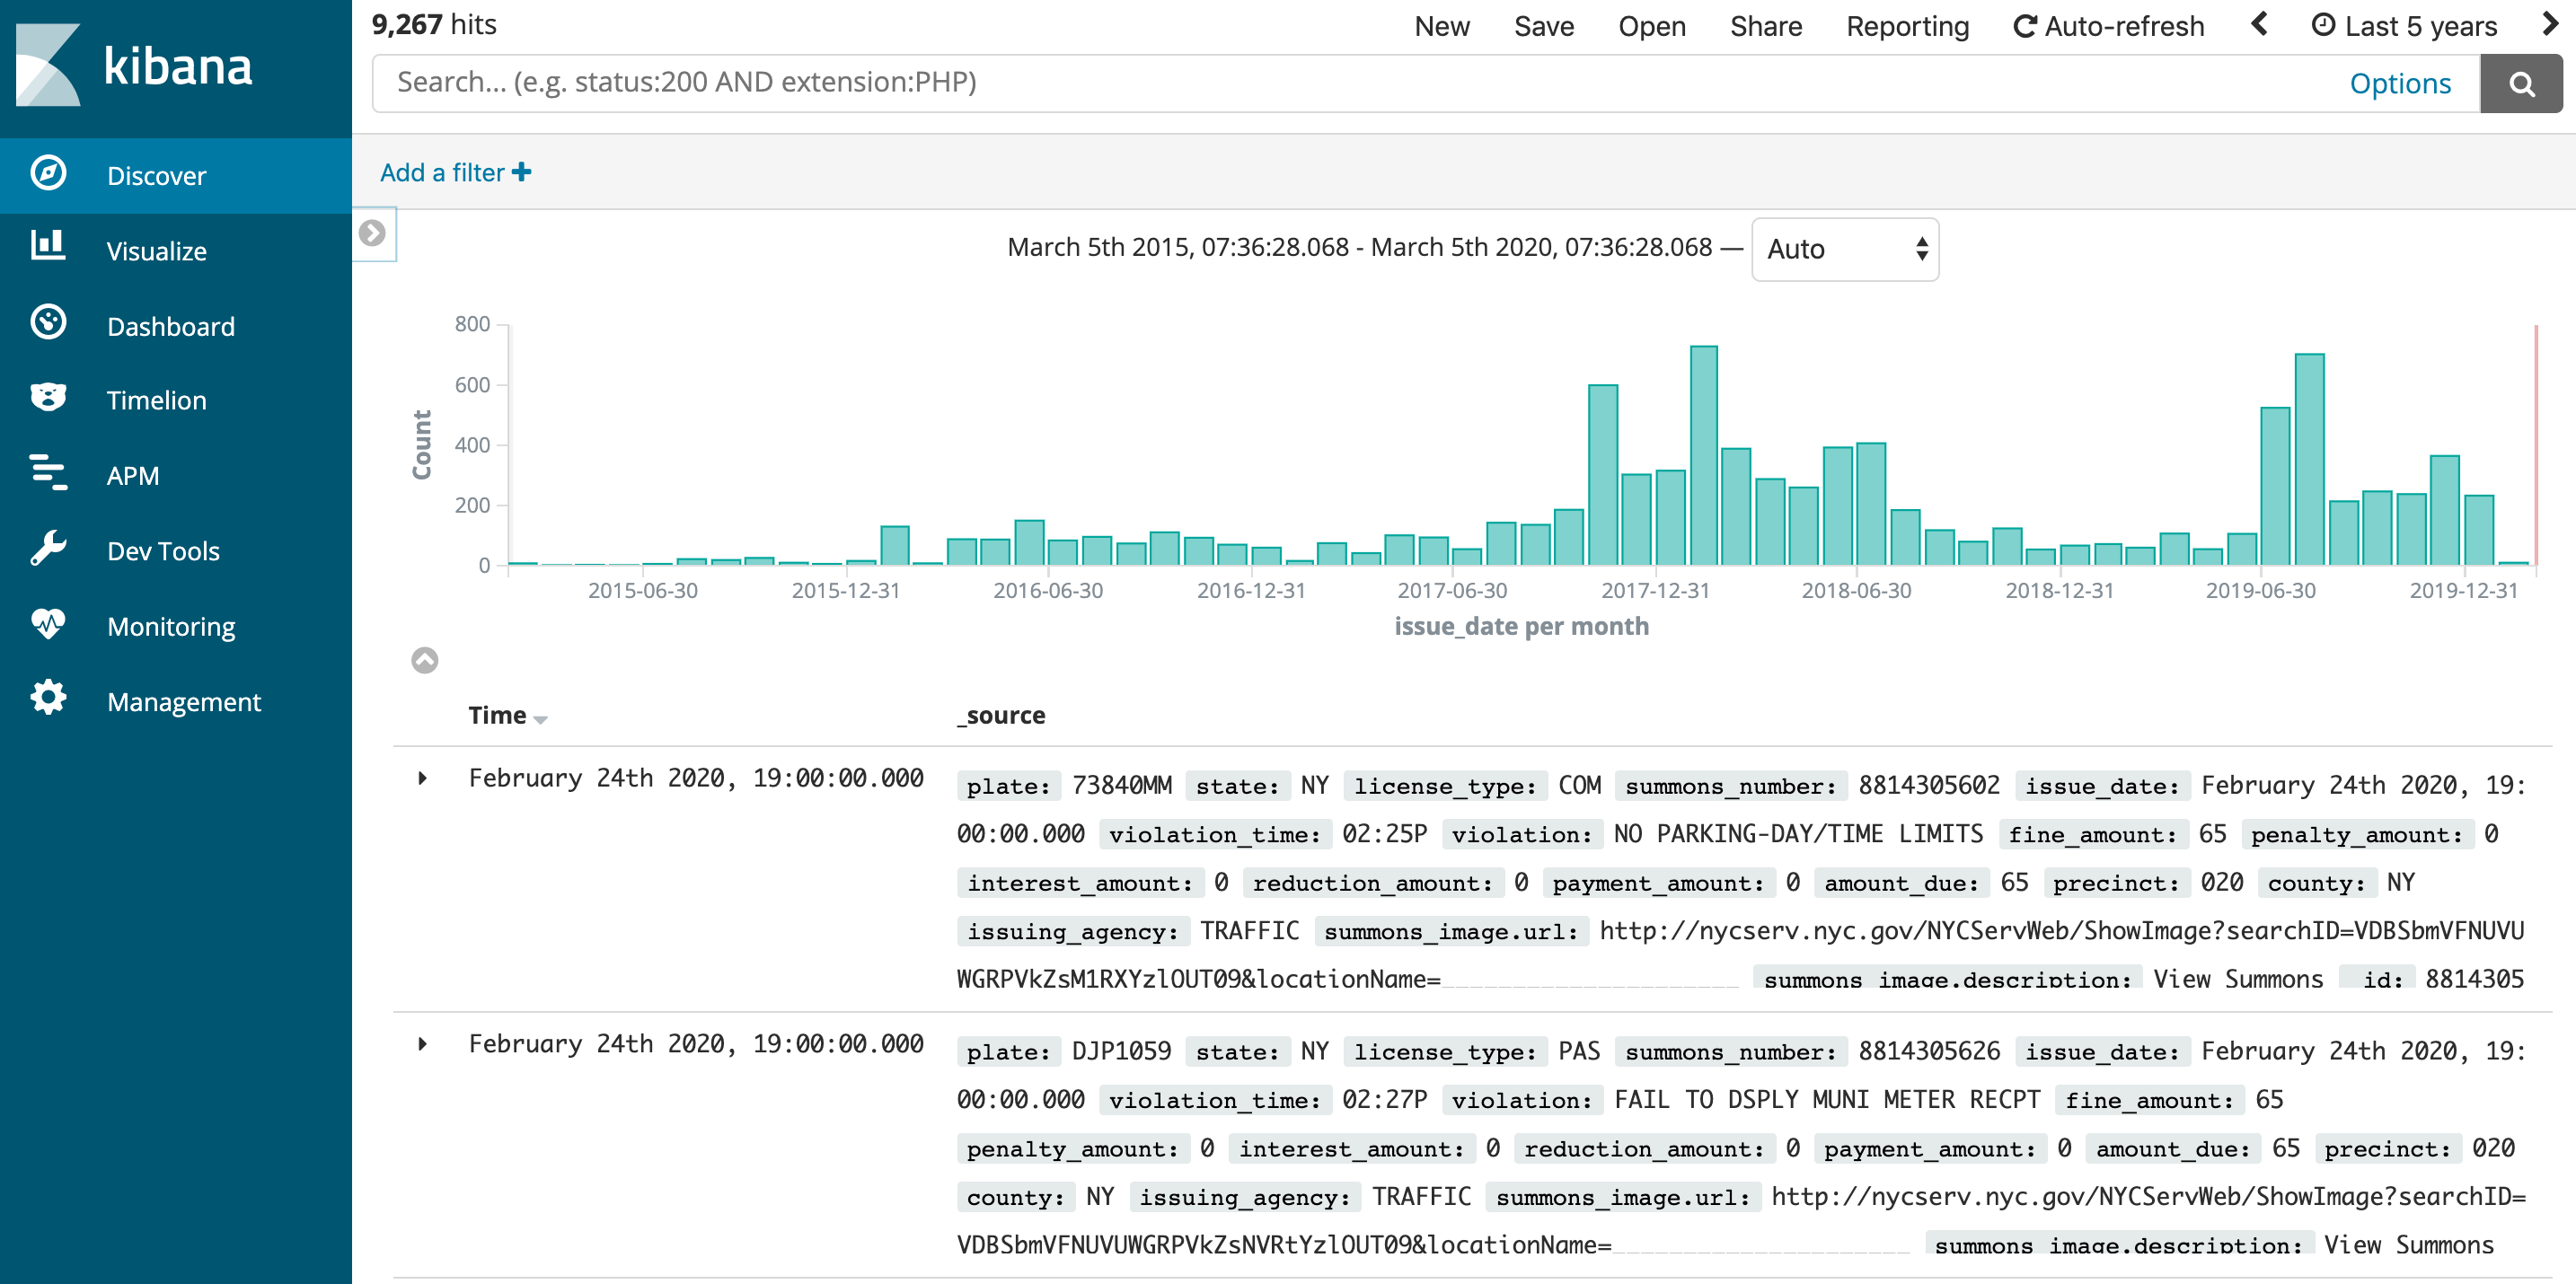 kibana
Discover
Visualize
Dashboard
Timelion
APM
Dev Tools
Monitoring
Management
9,267 hits
New Save Open Share Reporting Auto-refresh Last 5 years
Search... (e.g. status:200 AND extension:PHP) Options
Add a filter
March 5th 2015, 07:36:28.068 - March 5th 2020, 07:36:28.068 — Auto
Count
800
600
400
200
0
2015-06-30 2015-12-31 2016-06-30 2016-12-31 2017-06-30 2017-12-31 2018-06-30 2018-12-31 2019-06-30 2019-12-31
issue_date per month
Time _source
February 24th 2020, 19:00:00.000 plate: 73840MM state: NY license_type: COM summons_number: 8814305602 issue_date: February 24th 2020, 19:
00:00.000 violation_time: 02:25P violation: NO PARKING-DAY/TIME LIMITS fine_amount: 65 penalty_amount: 0
interest_amount: 0 reduction_amount: 0 payment_amount: 0 amount_due: 65 precinct: 020 county: NY
issuing_agency: TRAFFIC summons_image.url: http://nycserv.nyc.gov/NYCServWeb/ShowImage?searchID=VDBSbmVFNUVU
WGRPVkZsM1RXYzlOUT09&locationName=_____________________ summons_image.description: View Summons _id: 8814305
February 24th 2020, 19:00:00.000 plate: DJP1059 state: NY license_type: PAS summons_number: 8814305626 issue_date: February 24th 2020, 19:
00:00.000 violation_time: 02:27P violation: FAIL TO DSPLY MUNI METER RECPT fine_amount: 65
penalty_amount: 0 interest_amount: 0 reduction_amount: 0 payment_amount: 0 amount_due: 65 precinct: 020
county: NY issuing_agency: TRAFFIC summons_image.url: http://nycserv.nyc.gov/NYCServWeb/ShowImage?searchID=
VDBSbmVFNUVUWGRPVkZsNVRtYzlOUT09&locationName=_____________________ summons_image.description: View Summons